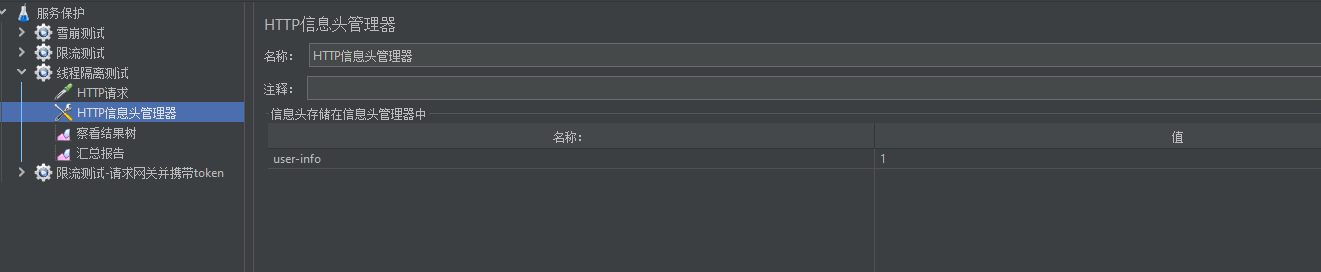 服务保护
雪崩测试
限流测试
线程隔离测试
HTTP请求
HTTP信息头管理器
察看结果树
汇总报告
限流测试-请求网关并携带token
HTTP信息头管理器
名称： HTTP信息头管理器
注释：
信息头存储在信息头管理器中
名称： 值
user-info 1